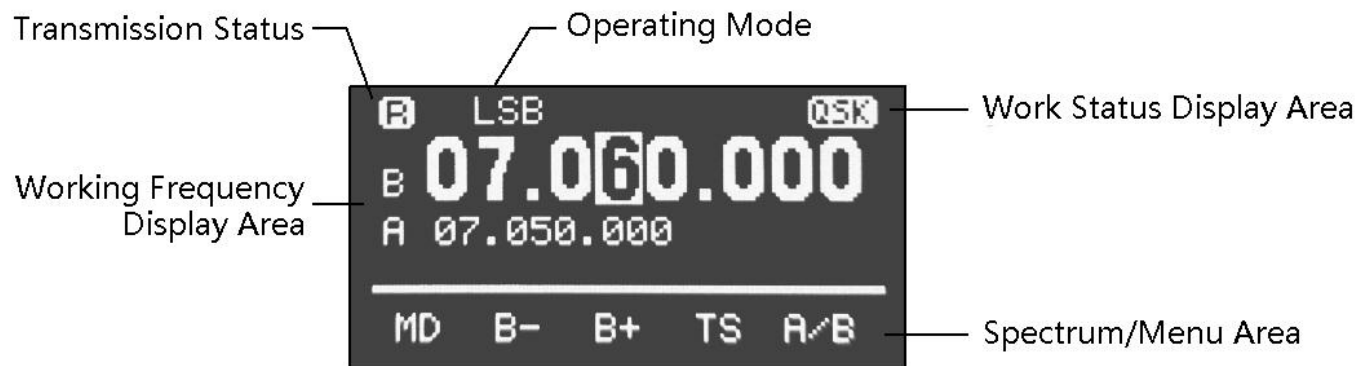 Transmission Status
Operating Mode
R LSB QSK
Work Status Display Area
B 07.060.000
Working Frequency
Display Area
A 07.050.000
MD B- B+ TS A/B
Spectrum/Menu Area